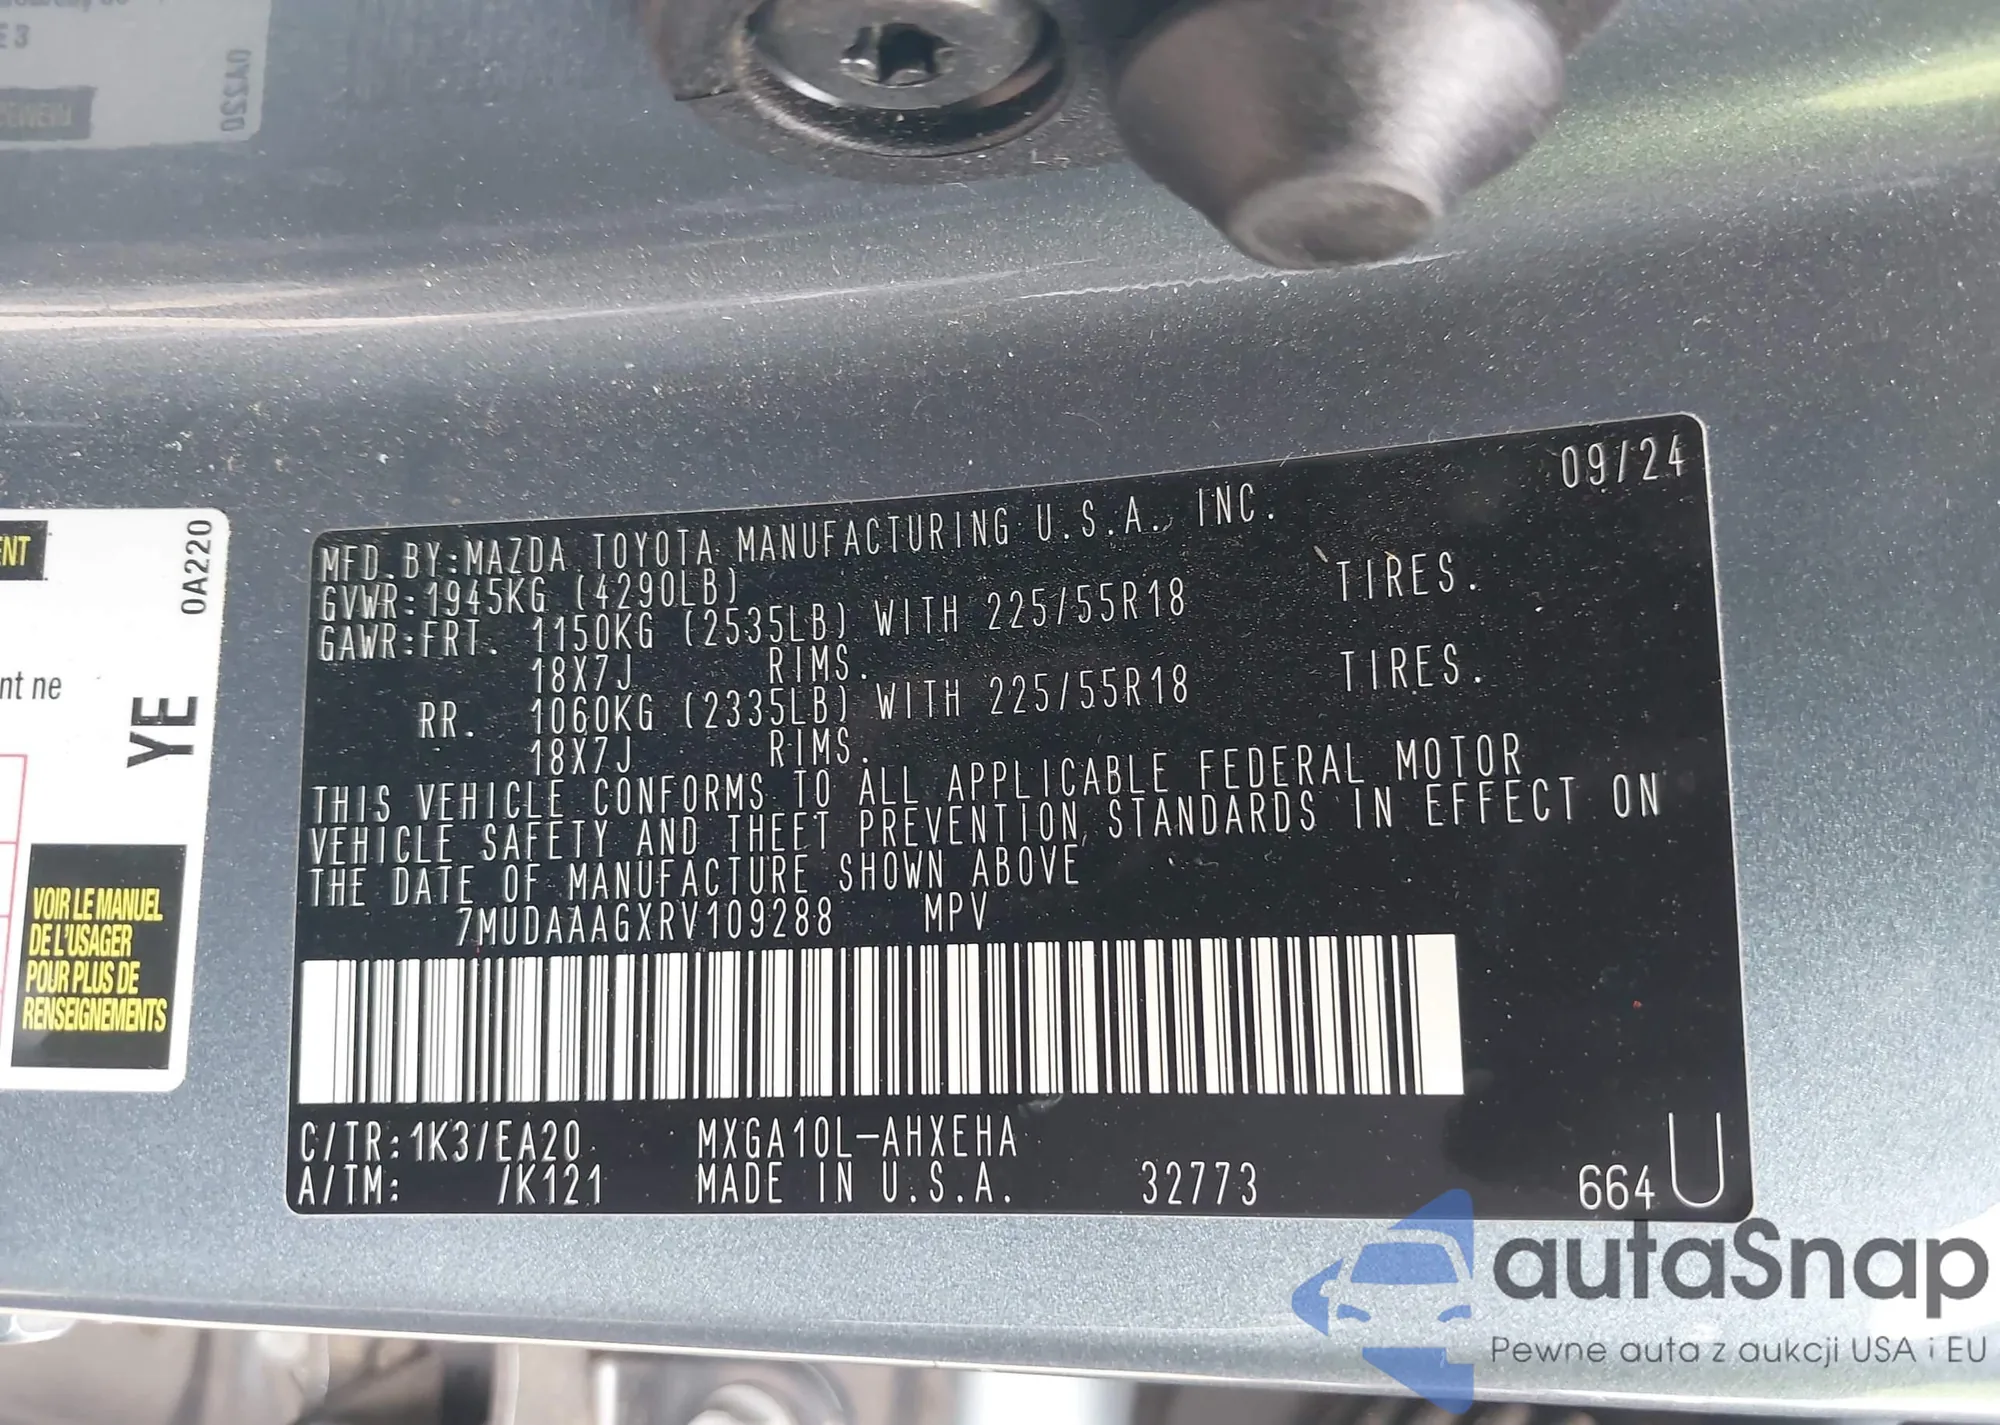 E3
0A220
ENT
0A220
nt ne
YE
VOIR LE MANUEL
DE L'USAGER
POUR PLUS DE
RENSEIGNEMENTS
09/24
MFD. BY:MAZDA TOYOTA MANUFACTURING U.S.A., INC.
GVWR:1945KG (4290LB)
GAWR:FRT. 1150KG (2535LB) WITH 225/55R18 TIRES.
18X7J RIMS.
RR. 1060KG (2335LB) WITH 225/55R18 TIRES.
18X7J RIMS.
THIS VEHICLE CONFORMS TO ALL APPLICABLE FEDERAL MOTOR
VEHICLE SAFETY AND THEFT PREVENTION STANDARDS IN EFFECT ON
THE DATE OF MANUFACTURE SHOWN ABOVE
7MUDAAAGXRV109288 MPV
C/TR:1K3/EA20 MXGA10L-AHXEHA
A/TM: /K121 MADE IN U.S.A. 32773 664 U
autaSnap
Pewne auta z aukcji USA i EU